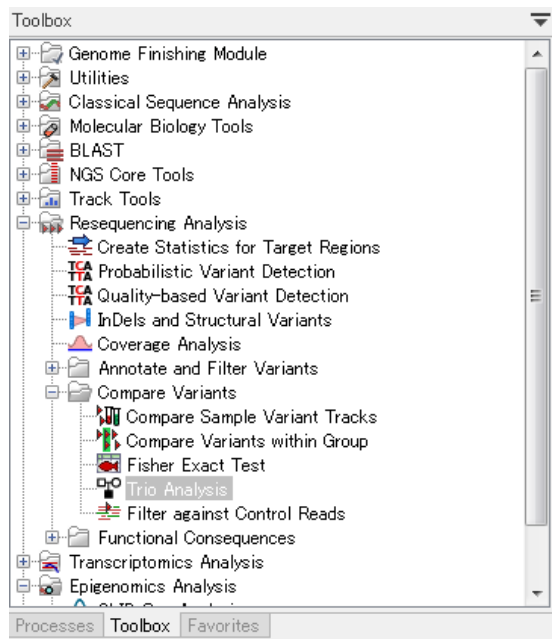 Toolbox
Genome Finishing Module
Utilities
Classical Sequence Analysis
Molecular Biology Tools
BLAST
NGS Core Tools
Track Tools
Resequencing Analysis
Create Statistics for Target Regions
Probabilistic Variant Detection
Quality-based Variant Detection
InDels and Structural Variants
Coverage Analysis
Annotate and Filter Variants
Compare Variants
Compare Sample Variant Tracks
Compare Variants within Group
Fisher Exact Test
Trio Analysis
Filter against Control Reads
Functional Consequences
Transcriptomics Analysis
Epigenomics Analysis
Processes Toolbox Favorites